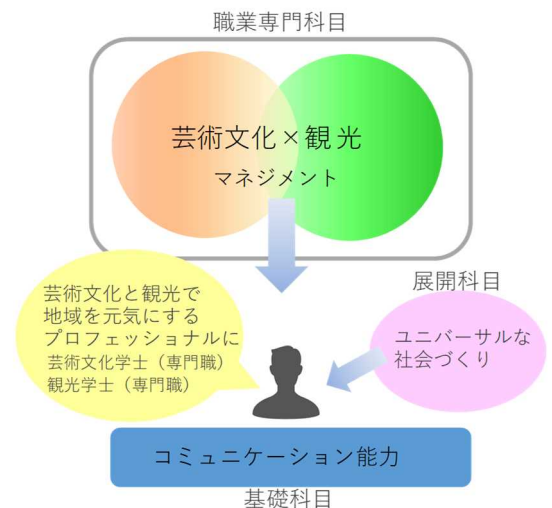 職業専門科目
芸術文化×観光
マネジメント
芸術文化と観光で
地域を元気にする
プロフェッショナルに
芸術文化学士（専門職）
観光学士（専門職）
展開科目
ユニバーサルな
社会づくり
コミュニケーション能力
基礎科目